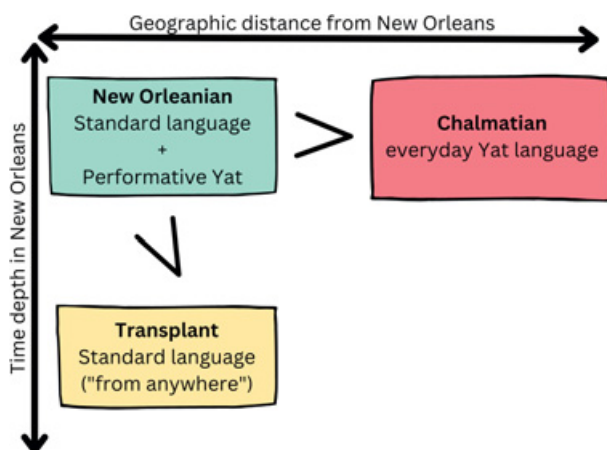 Geographic distance from New Orleans
Time depth in New Orleans
New Orleanian
Standard language
+
Performative Yat
>
Chalmatian
everyday Yat language
>
Transplant
Standard language
("from anywhere")